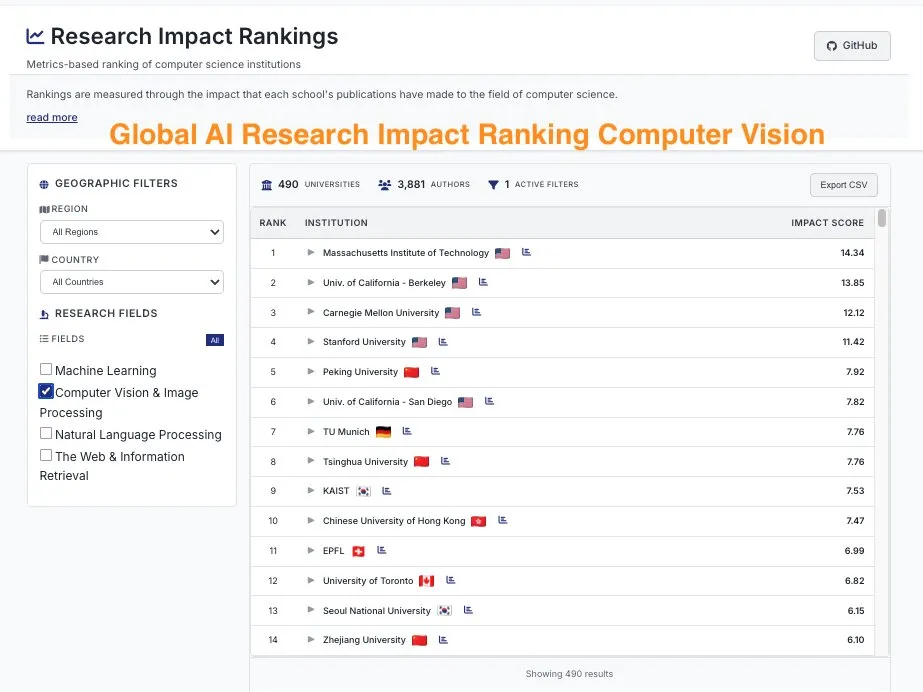 Research Impact Rankings
GitHub
Metrics-based ranking of computer science institutions
Rankings are measured through the impact that each school's publications have made to the field of computer science.
read more
Global AI Research Impact Ranking Computer Vision
GEOGRAPHIC FILTERS
REGION
All Regions
COUNTRY
All Countries
RESEARCH FIELDS
FIELDS
All
Machine Learning
Computer Vision & Image
Processing
Natural Language Processing
The Web & Information
Retrieval
490 UNIVERSITIES 3,881 AUTHORS 1 ACTIVE FILTERS
Export CSV
RANK INSTITUTION IMPACT SCORE
1 Massachusetts Institute of Technology 14.34
2 Univ. of California - Berkeley 13.85
3 Carnegie Mellon University 12.12
4 Stanford University 11.42
5 Peking University 7.92
6 Univ. of California - San Diego 7.82
7 TU Munich 7.76
8 Tsinghua University 7.76
9 KAIST 7.53
10 Chinese University of Hong Kong 7.47
11 EPFL 6.99
12 University of Toronto 6.82
13 Seoul National University 6.15
14 Zhejiang University 6.10
Showing 490 results